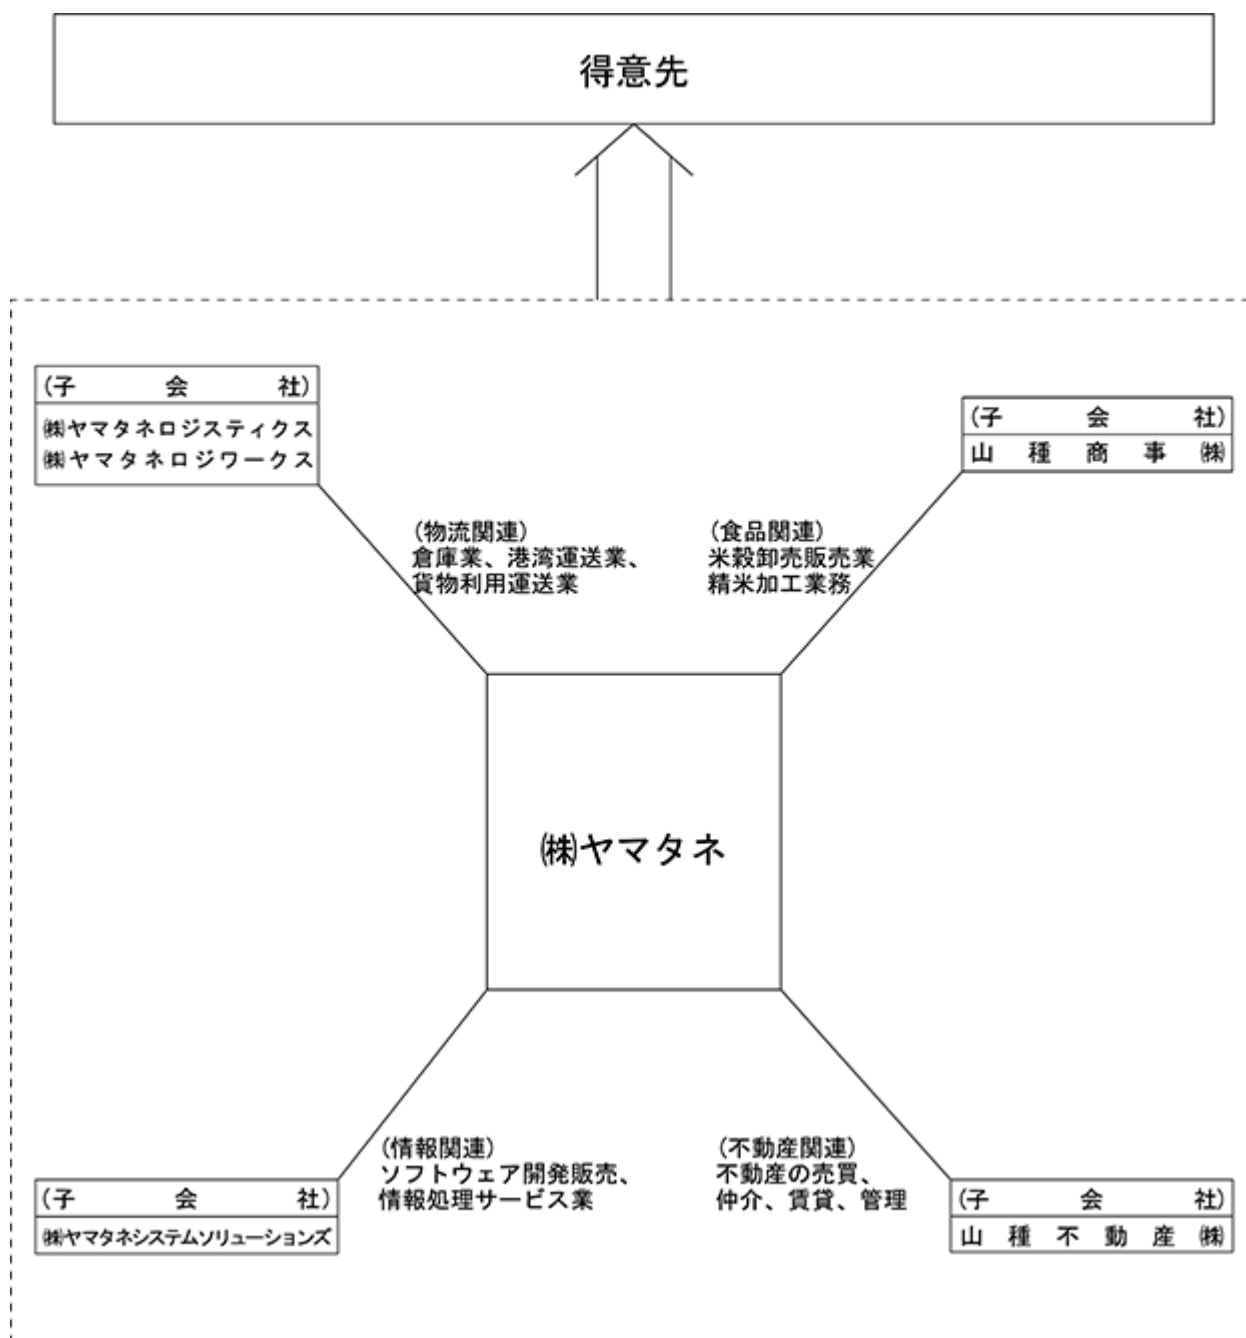 得意先
(子会社)
㈱ヤマタネロジスティクス
㈱ヤマタネロジワークス
(子会社)
山種商事㈱
(物流関連)
倉庫業、港湾運送業、
貨物利用運送業
(食品関連)
米穀卸売販売業
精米加工業務
㈱ヤマタネ
(情報関連)
ソフトウェア開発販売、
情報処理サービス業
(不動産関連)
不動産の売買、
仲介、賃貸、管理
(子会社)
㈱ヤマタネシステムソリューションズ
(子会社)
山種不動産㈱